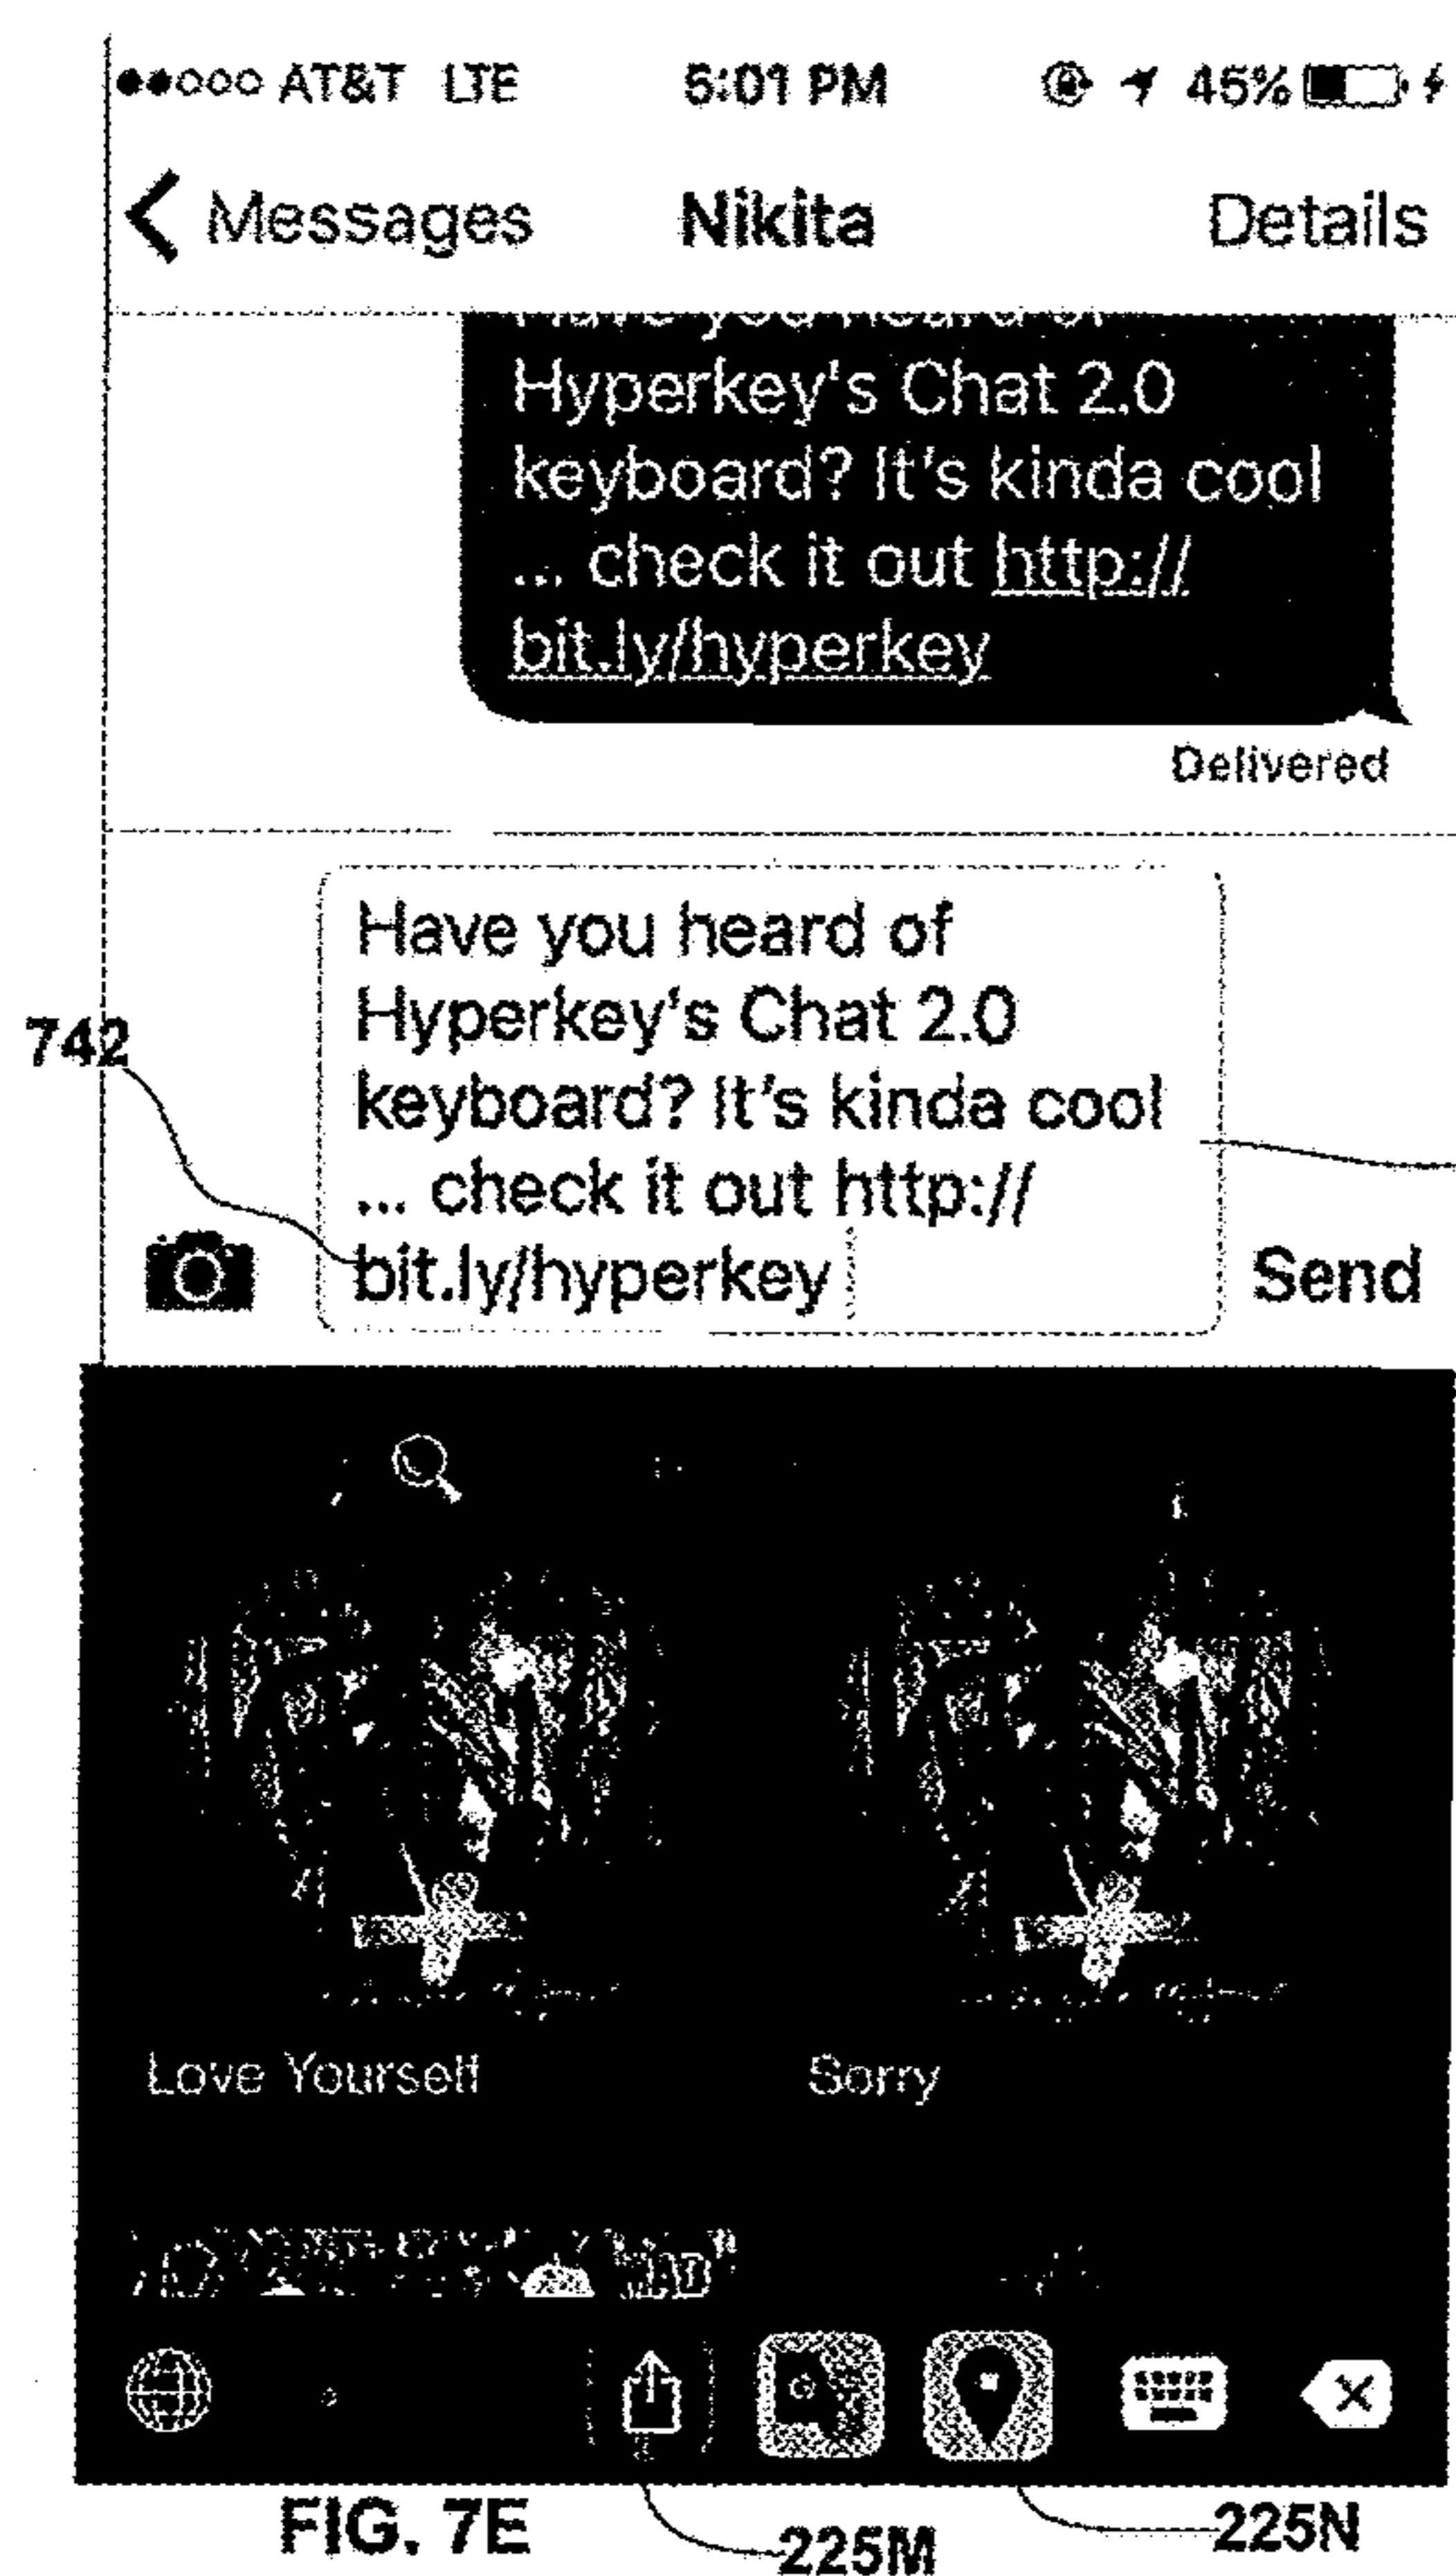 AT&T LTE 5:01 PM 45%
Messages Nikita Details
Hyperkey's Chat 2.0
keyboard? It's kinda cool
... check it out http://
bit.ly/hyperkey
Delivered
Have you heard of
Hyperkey's Chat 2.0
742
keyboard? It's kinda cool
... check it out http://
bit.ly/hyperkey
Send
Love Yourself Sorry
FIG. 7E
225M
225N